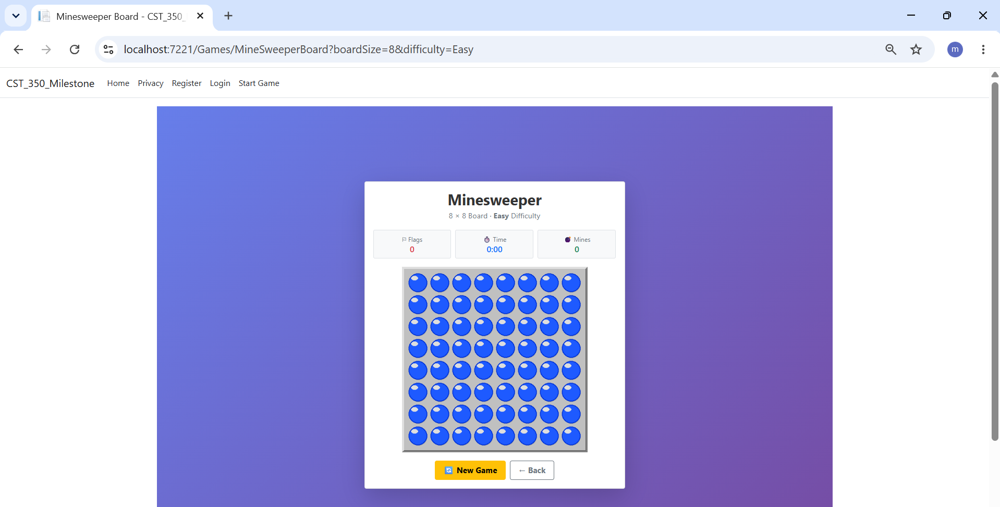 Minesweeper Board - CST_350_
localhost:7221/Games/MineSweeperBoard?boardSize=8&difficulty=Easy
m
CST_350_Milestone Home Privacy Register Login Start Game
Minesweeper
8 × 8 Board · Easy Difficulty
Flags Time Mines
0 0:00 0
New Game ← Back